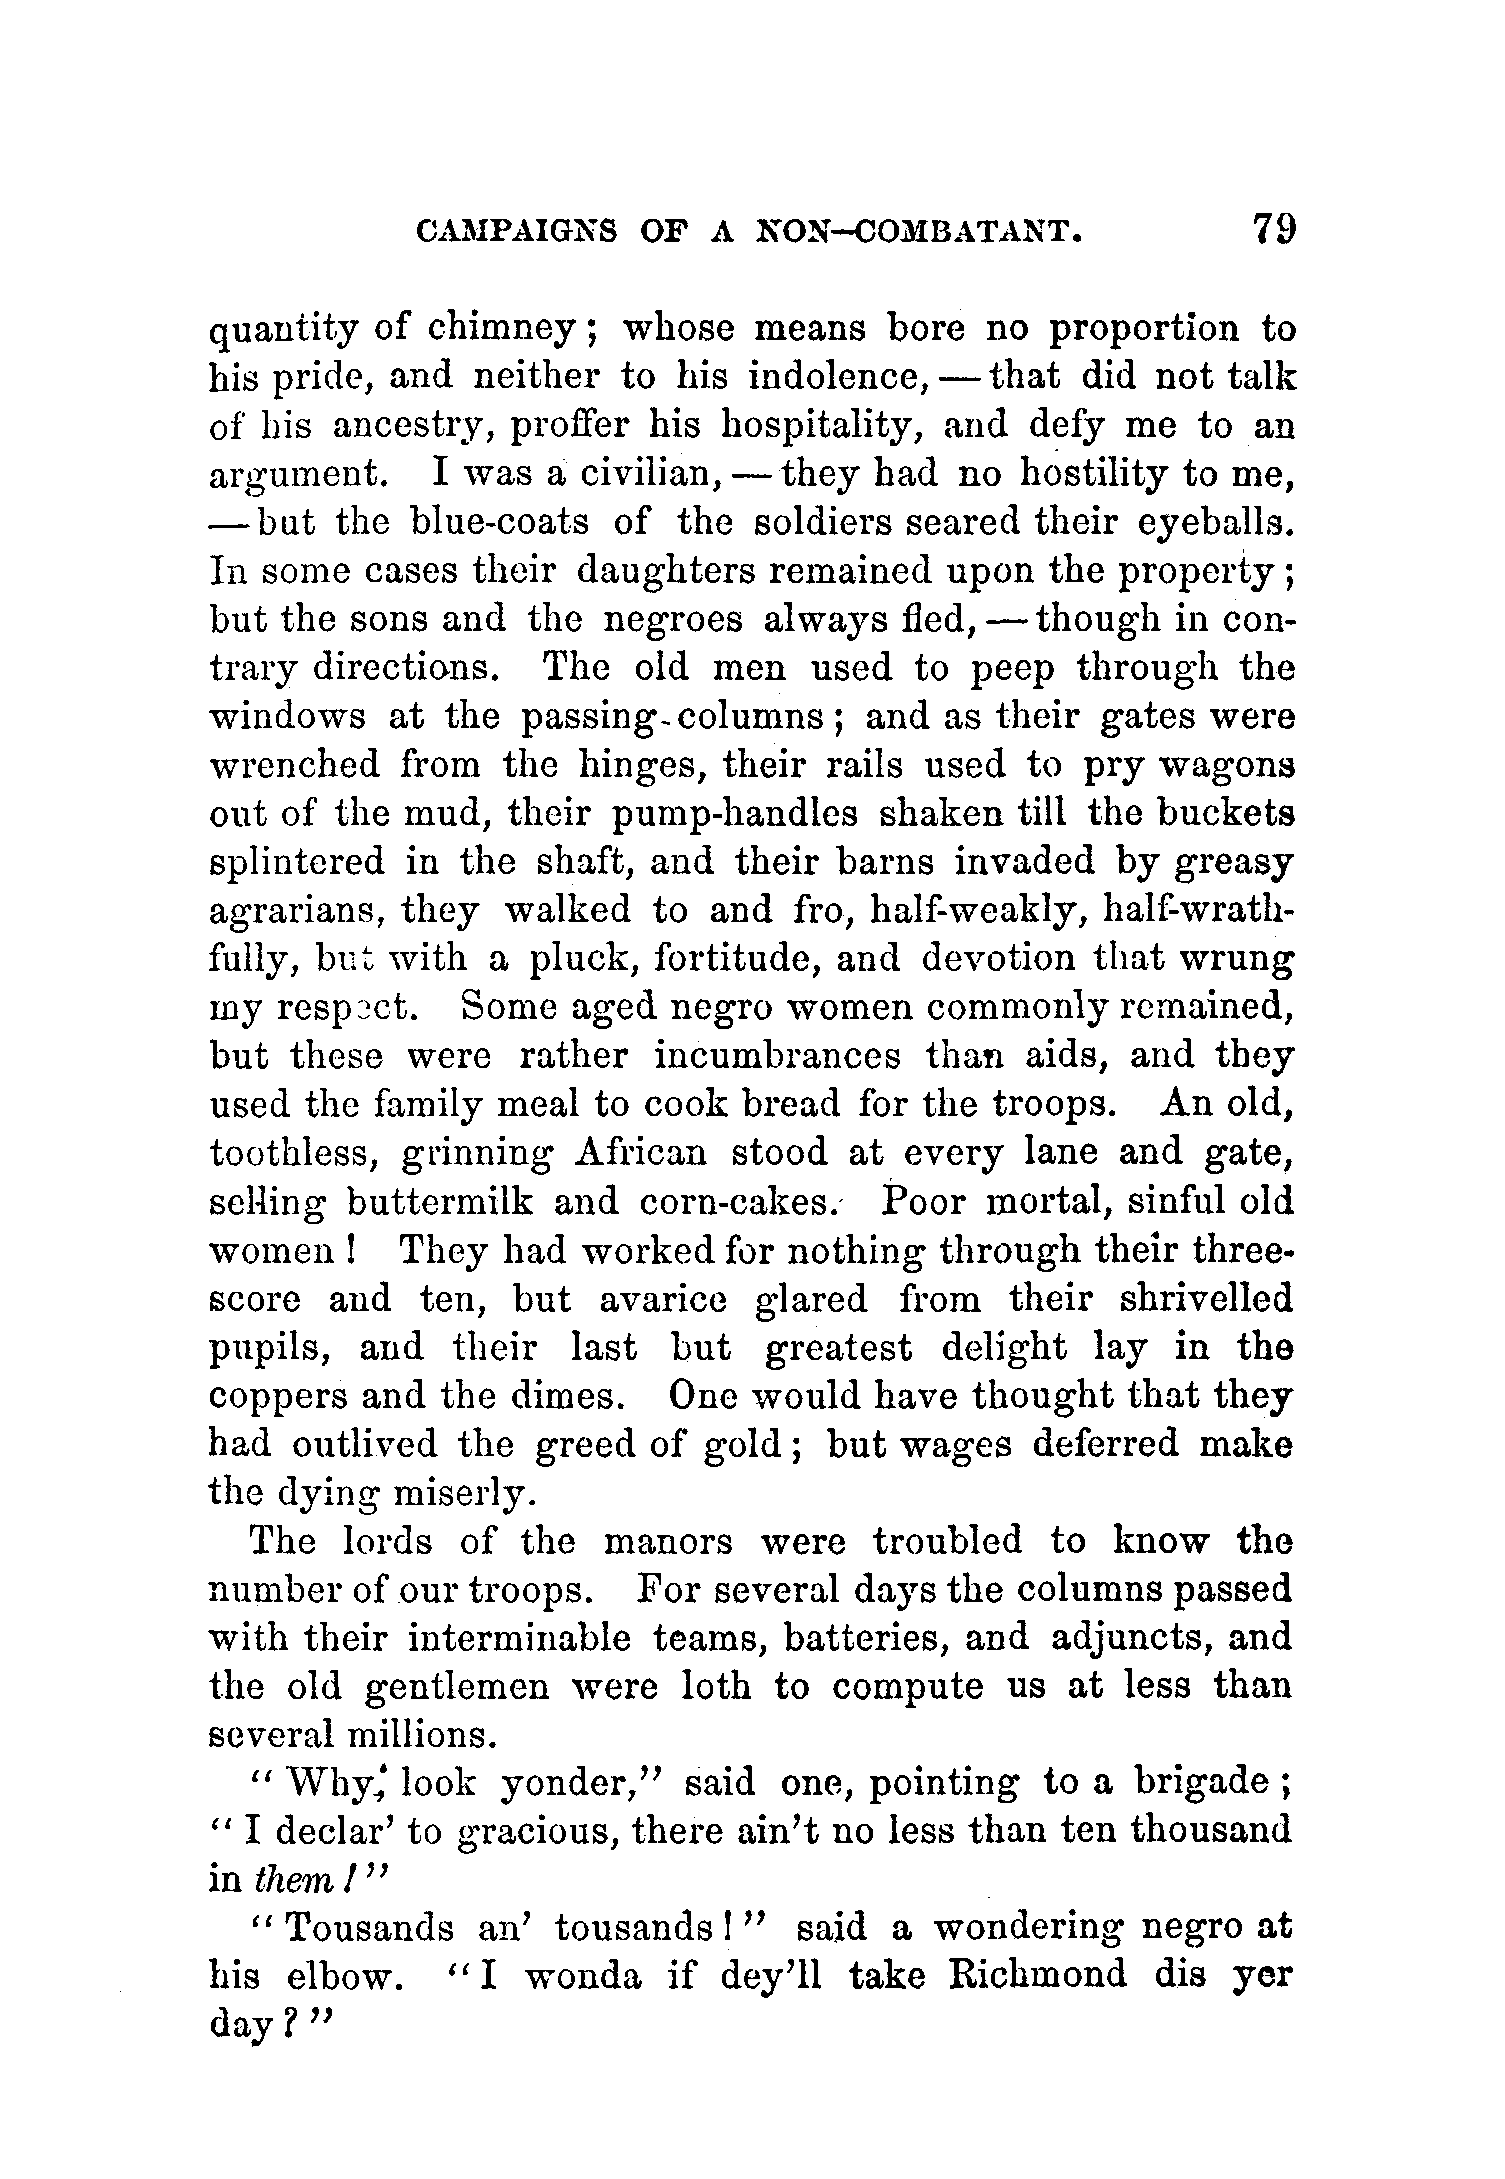 CAMPAIGNS OF A NON-COMBATANT. 79
quantity of chimney; whose means bore no proportion to
his pride, and neither to his indolence,—that did not talk
of his ancestry, proffer his hospitality, and defy me to an
argument. I was a civilian,—they had no hostility to me,
—but the blue-coats of the soldiers seared their eyeballs.
In some cases their daughters remained upon the property;
but the sons and the negroes always fled,—though in con-
trary directions. The old men used to peep through the
windows at the passing columns; and as their gates were
wrenched from the hinges, their rails used to pry wagons
out of the mud, their pump-handles shaken till the buckets
splintered in the shaft, and their barns invaded by greasy
agrarians, they walked to and fro, half-weakly, half-wrath-
fully, but with a pluck, fortitude, and devotion that wrung
my respect. Some aged negro women commonly remained,
but these were rather incumbrances than aids, and they
used the family meal to cook bread for the troops. An old,
toothless, grinning African stood at every lane and gate,
selling buttermilk and corn-cakes. Poor mortal, sinful old
women! They had worked for nothing through their three-
score and ten, but avarice glared from their shrivelled
pupils, and their last but greatest delight lay in the
coppers and the dimes. One would have thought that they
had outlived the greed of gold; but wages deferred make
the dying miserly.
The lords of the manors were troubled to know the
number of our troops. For several days the columns passed
with their interminable teams, batteries, and adjuncts, and
the old gentlemen were loth to compute us at less than
several millions.
"Why, look yonder," said one, pointing to a brigade;
"I declar' to gracious, there ain't no less than ten thousand
in them!"
"Tousands an' tousands!" said a wondering negro at
his elbow. "I wonda if dey'll take Richmond dis yer
day?"